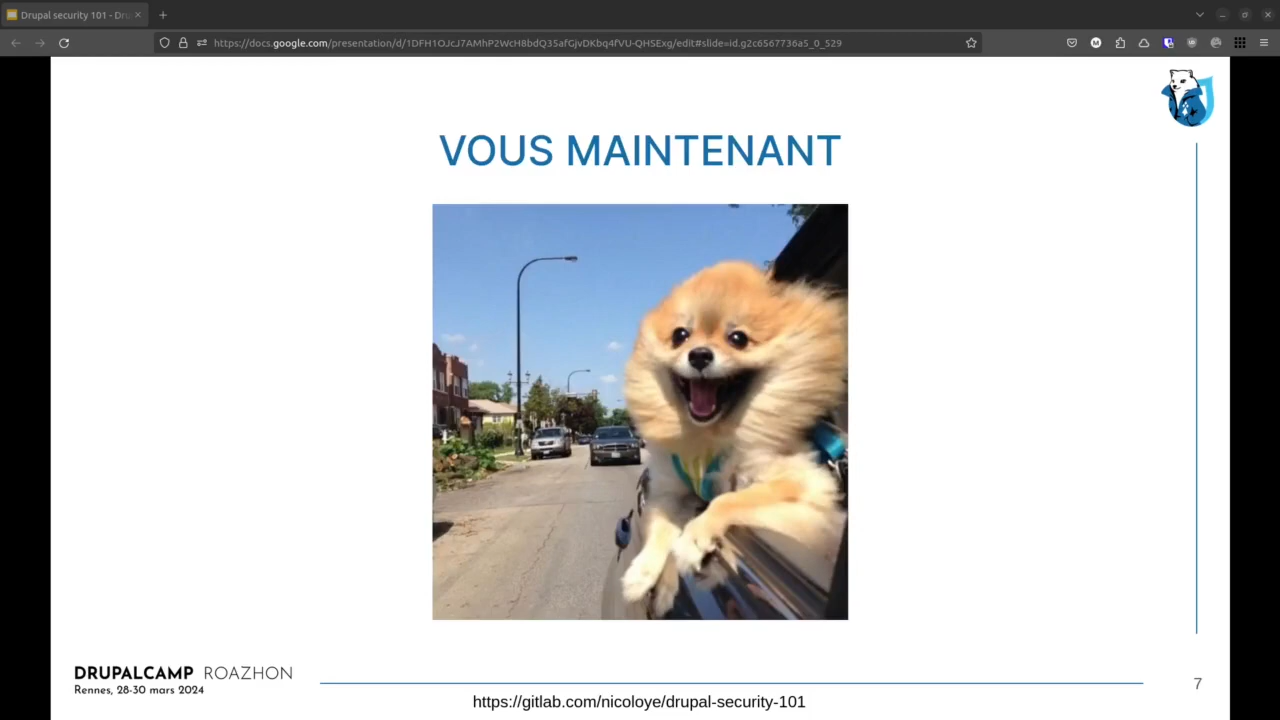 Drupal security 101 - Dru
https://docs.google.com/presentation/d/1DFH1OJcJ7AMhP2WcH8bdQ35afGjvDKbq4fVU-QHSExg/edit#slide=id.g2c6567736a5_0_529
VOUS MAINTENANT
DRUPALCAMP ROAZHON
Rennes, 28-30 mars 2024
https://gitlab.com/nicoloye/drupal-security-101
7